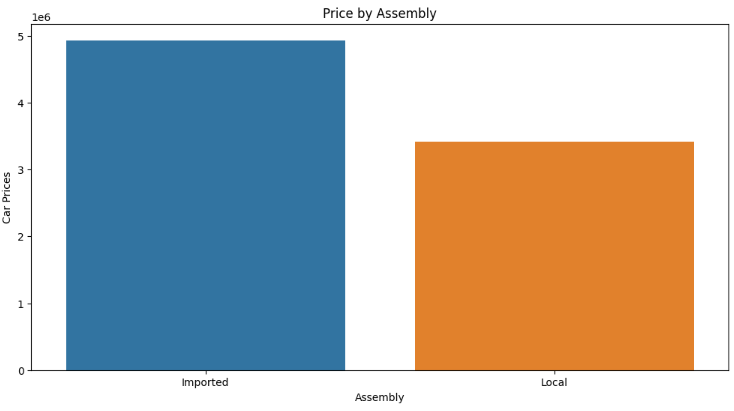 Price by Assembly
1e6
5
4
3
2
1
0
Car Prices
Imported
Local
Assembly